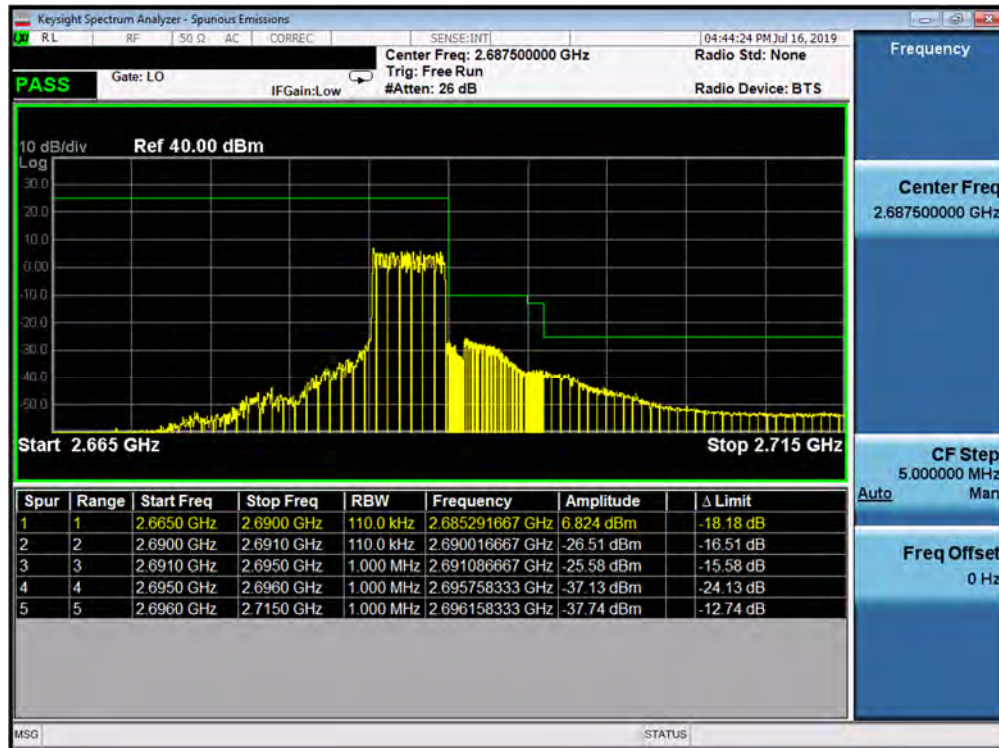 Keysight Spectrum Analyzer - Spurious Emissions
LXI RL RF 50 Ω AC CORREC SENSE:INT 04:44:24 PM Jul 16, 2019
Center Freq: 2.687500000 GHz Radio Std: None
PASS Gate: LO Trig: Free Run
IFGain:Low #Atten: 26 dB Radio Device: BTS
Frequency
10 dB/div Ref 40.00 dBm
Log
30.0
20.0
10.0
0.00
-10.0
-20.0
-30.0
-40.0
-50.0
Start 2.665 GHz Stop 2.715 GHz
Spur Range Start Freq Stop Freq RBW Frequency Amplitude Δ Limit
1 1 2.6650 GHz 2.6900 GHz 110.0 kHz 2.685291667 GHz 6.824 dBm -18.18 dB
2 2 2.6900 GHz 2.6910 GHz 110.0 kHz 2.690016667 GHz -26.51 dBm -16.51 dB
3 3 2.6910 GHz 2.6950 GHz 1.000 MHz 2.691086667 GHz -25.58 dBm -15.58 dB
4 4 2.6950 GHz 2.6960 GHz 1.000 MHz 2.695758333 GHz -37.13 dBm -24.13 dB
5 5 2.6960 GHz 2.7150 GHz 1.000 MHz 2.696158333 GHz -37.74 dBm -12.74 dB
Center Freq
2.687500000 GHz
CF Step
5.000000 MHz
Auto Man
Freq Offset
0 Hz
MSG STATUS